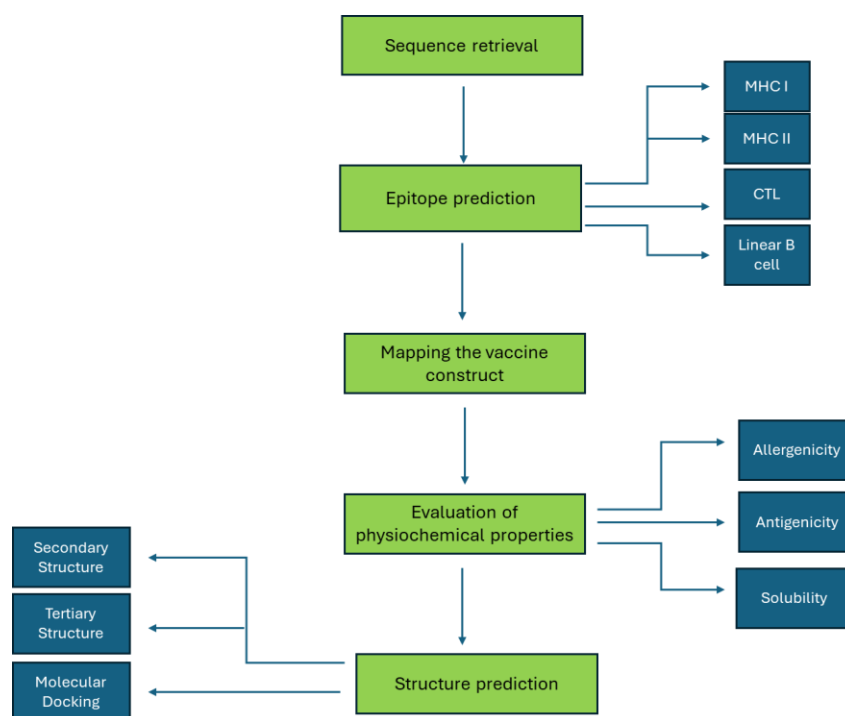 Sequence retrieval
MHC I
MHC II
Epitope prediction
CTL
Linear B
cell
Mapping the vaccine
construct
Allergenicity
Evaluation of
physiochemical properties
Antigenicity
Solubility
Secondary
Structure
Tertiary
Structure
Structure prediction
Molecular
Docking